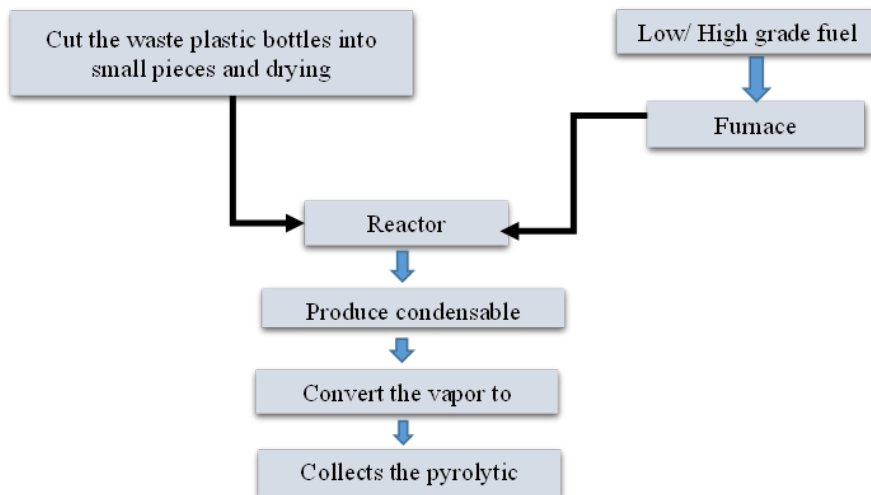 Cut the waste plastic bottles into
small pieces and drying
Low/ High grade fuel
Furnace
Reactor
Produce condensable
Convert the vapor to
Collects the pyrolytic